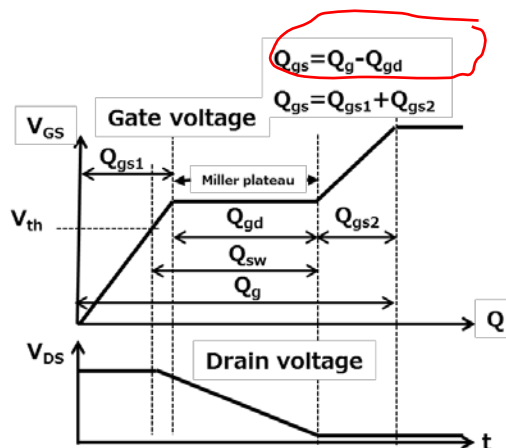 Qgs=Qg-Qgd
Qgs=Qgs1+Qgs2
Gate voltage
VGS
Qgs1
Miller plateau
Vth
Qgd
Qgs2
Qsw
Qg
Q
VDS
Drain voltage
t